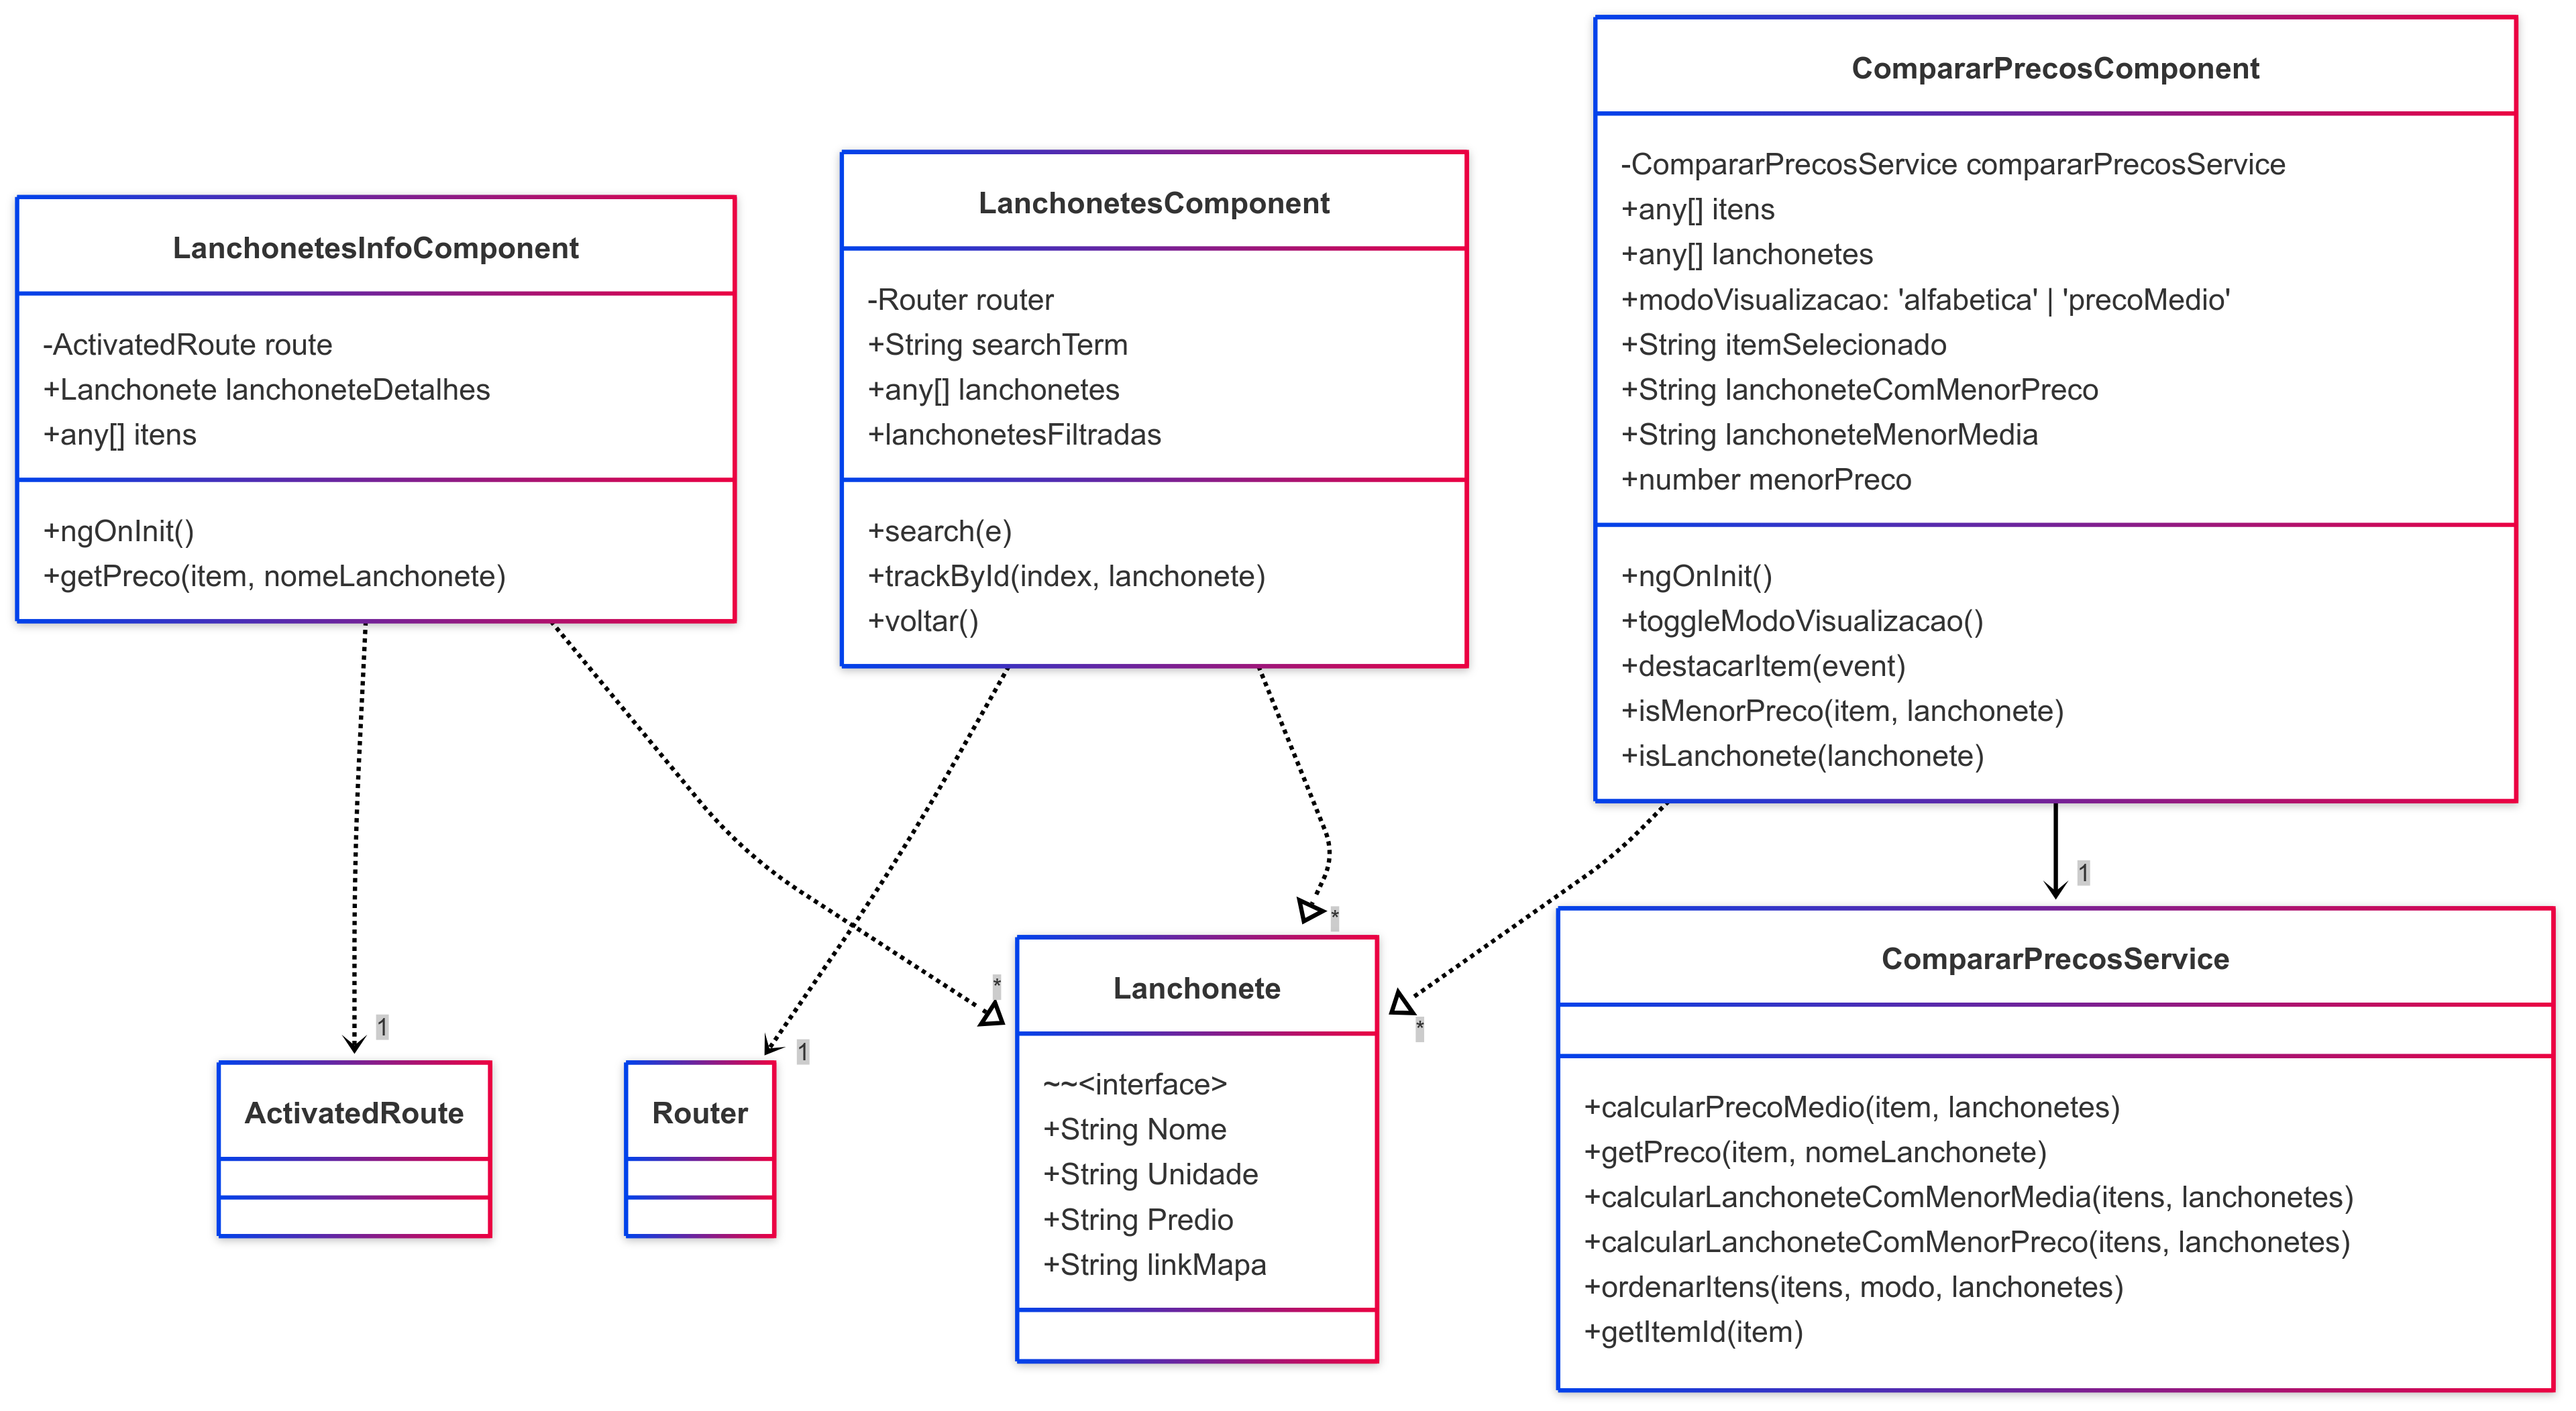 LanchonetesInfoComponent
-ActivatedRoute route
+Lanchonete lanchoneteDetalhes
+any[] itens
+ngOnInit()
+getPreco(item, nomeLanchonete)
LanchonetesComponent
-Router router
+String searchTerm
+any[] lanchonetes
+lanchonetesFiltradas
+search(e)
+trackById(index, lanchonete)
+voltar()
CompararPrecosComponent
-CompararPrecosService compararPrecosService
+any[] itens
+any[] lanchonetes
+modoVisualizacao: 'alfabetica' | 'precoMedio'
+String itemSelecionado
+String lanchoneteComMenorPreco
+String lanchoneteMenorMedia
+number menorPreco
+ngOnInit()
+toggleModoVisualizacao()
+destacarItem(event)
+isMenorPreco(item, lanchonete)
+isLanchonete(lanchonete)
1
1
*
*
*
1
ActivatedRoute
Router
Lanchonete
~~<interface>
+String Nome
+String Unidade
+String Predio
+String linkMapa
CompararPrecosService
+calcularPrecoMedio(item, lanchonetes)
+getPreco(item, nomeLanchonete)
+calcularLanchoneteComMenorMedia(itens, lanchonetes)
+calcularLanchoneteComMenorPreco(itens, lanchonetes)
+ordenarItens(itens, modo, lanchonetes)
+getItemId(item)